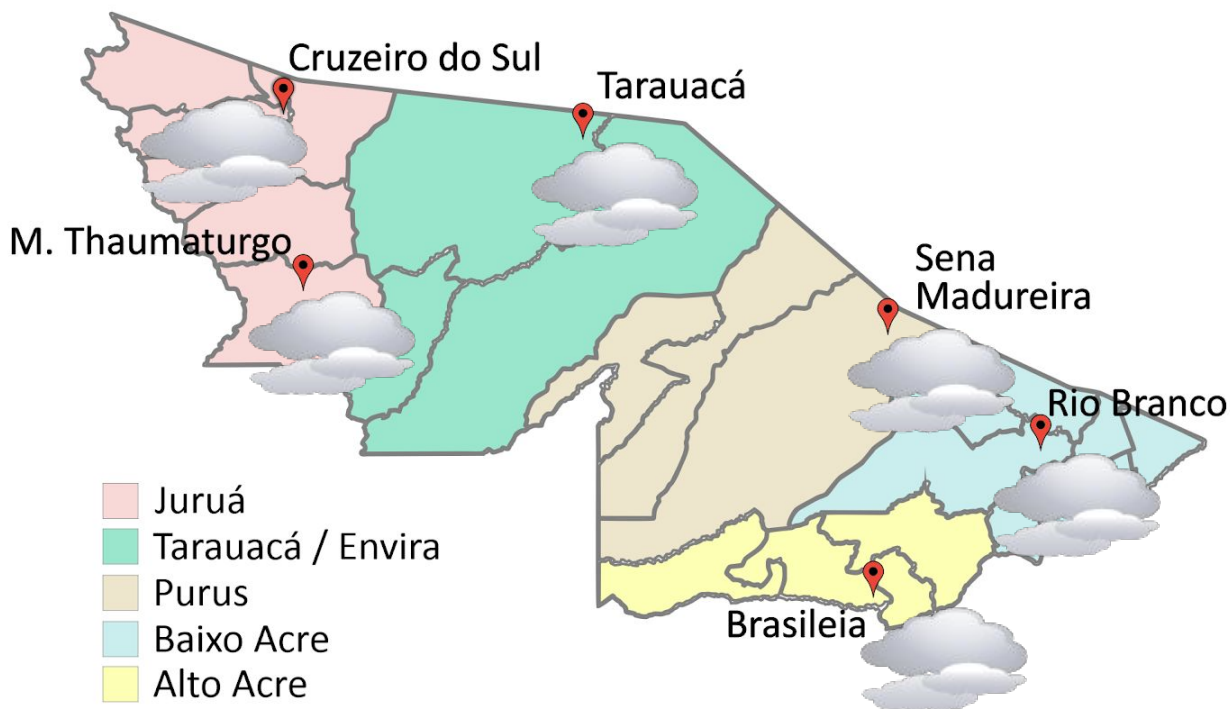 Cruzeiro do Sul
Tarauacá
M. Thaumaturgo
Sena
Madureira
Rio Branco
Brasileia
Juruá
Tarauacá / Envira
Purus
Baixo Acre
Alto Acre